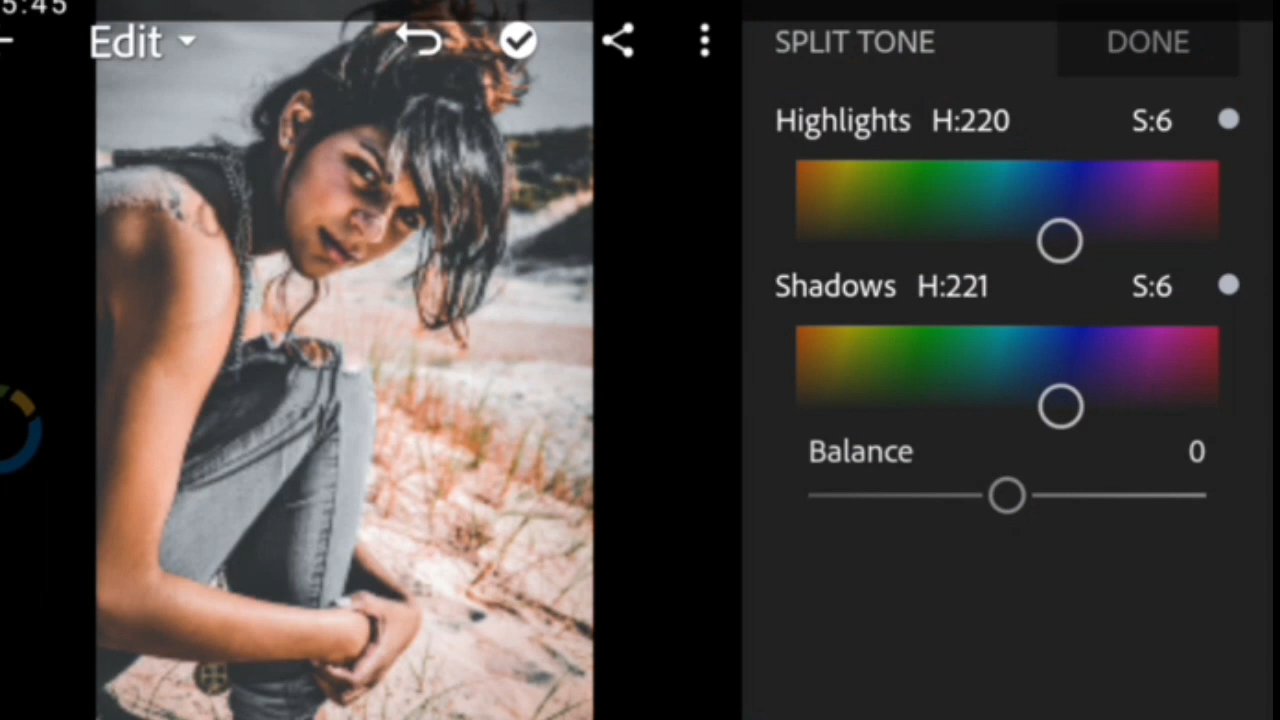 5:45
Edit
SPLIT TONE
DONE
Highlights H:220 S:6
Shadows H:221 S:6
Balance 0